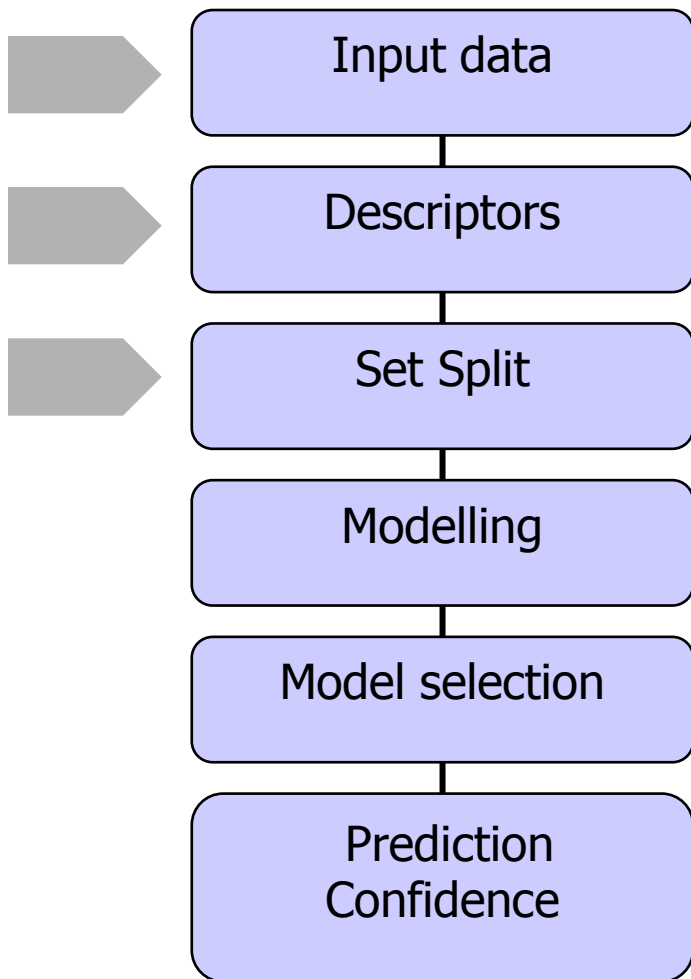 Input data
Descriptors
Set Split
Modelling
Model selection
Prediction
Confidence